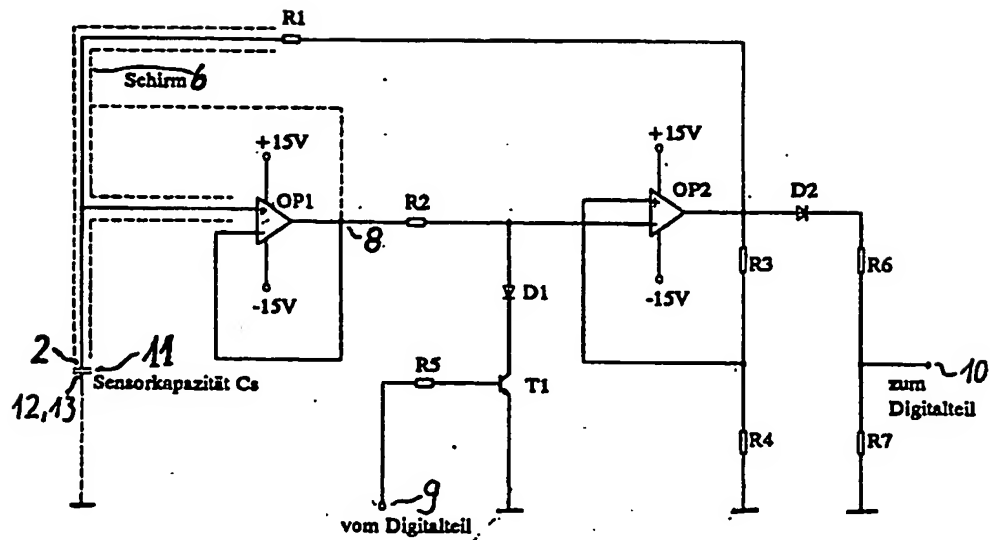 R1
Schirm 6
+15V
+15V
OP1
R2
OP2
D2
8
R3
R6
-15V
D1
-15V
2
11
Sensorkapazität Cs
12,13
R5
T1
10
zum
Digitalteil
R4
R7
9
vom Digitalteil